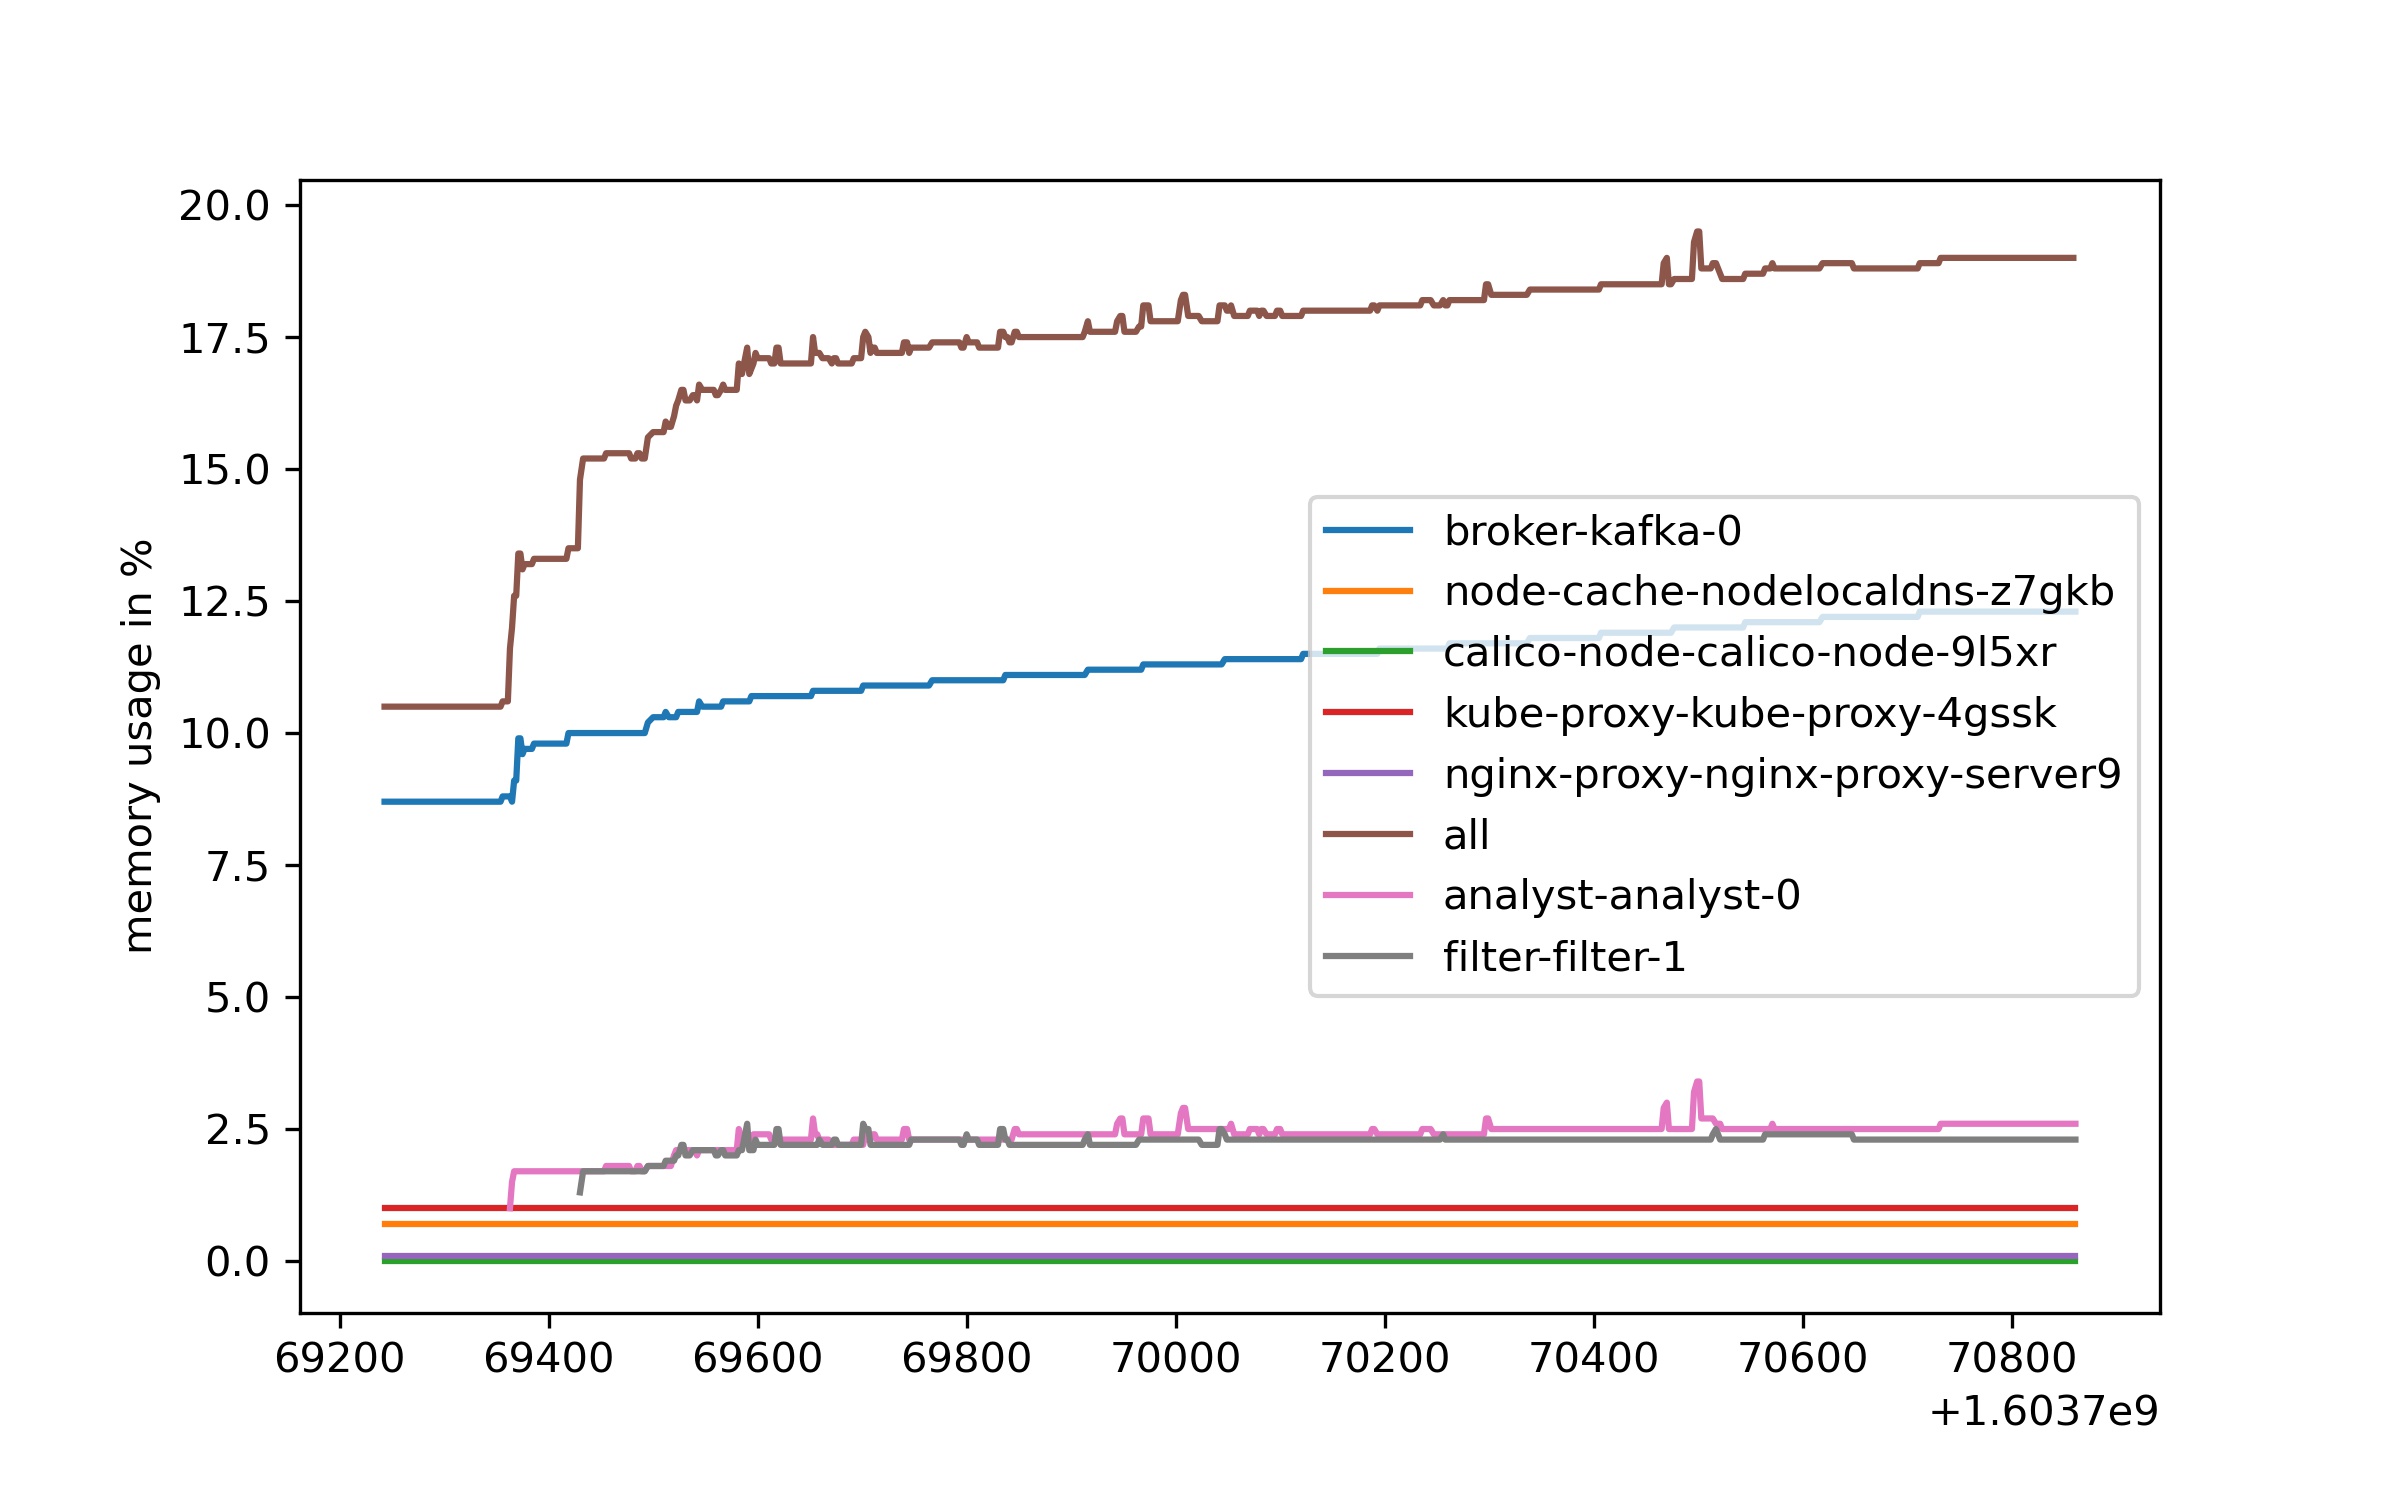 20.0
17.5
15.0
12.5
10.0
7.5
5.0
2.5
0.0
memory usage in %
broker-kafka-0
node-cache-nodelocaldns-z7gkb
calico-node-calico-node-9l5xr
kube-proxy-kube-proxy-4gssk
nginx-proxy-nginx-proxy-server9
all
analyst-analyst-0
filter-filter-1
69200 69400 69600 69800 70000 70200 70400 70600 70800
+1.6037e9